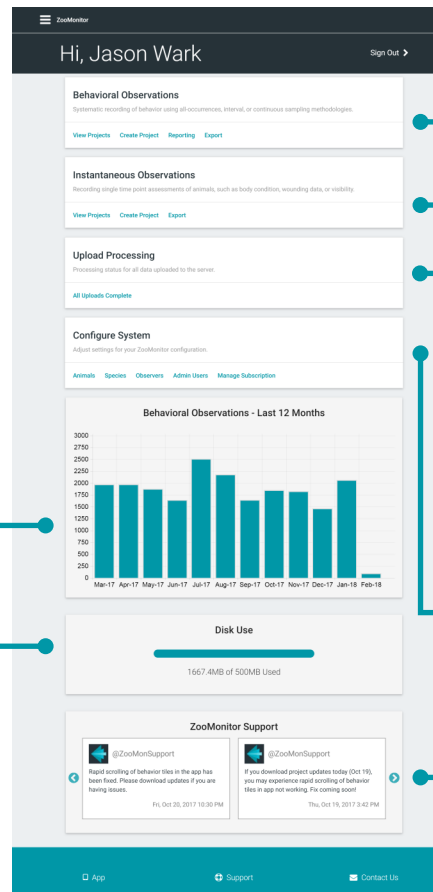 ZooMonitor
Hi, Jason Wark
Sign Out
Behavioral Observations
Systematic recording of behavior using all-occurrences, interval, or continuous sampling methodologies.
View Projects Create Project Reporting Export
Instantaneous Observations
Recording single time point assessments of animals, such as body condition, wounding data, or visibility.
View Projects Create Project Export
Upload Processing
Processing status for all data uploaded to the server.
All Uploads Complete
Configure System
Adjust settings for your ZooMonitor configuration.
Animals Species Observers Admin Users Manage Subscription
Behavioral Observations - Last 12 Months
3000
2750
2500
2250
2000
1750
1500
1250
1000
750
500
250
0
Mar-17 Apr-17 May-17 Jun-17 Jul-17 Aug-17 Sep-17 Oct-17 Nov-17 Dec-17 Jan-18 Feb-18
Disk Use
1667.4MB of 500MB Used
ZooMonitor Support
@ZooMonSupport
Rapid scrolling of behavior tiles in the app has
been fixed. Please download updates if you are
having issues.
Fri, Oct 20, 2017 10:30 PM
@ZooMonSupport
If you download project updates today (Oct 19),
you may experience rapid scrolling of behavior
tiles in app not working. Fix coming soon!
Thu, Oct 19, 2017 3:42 PM
App
Support
Contact Us